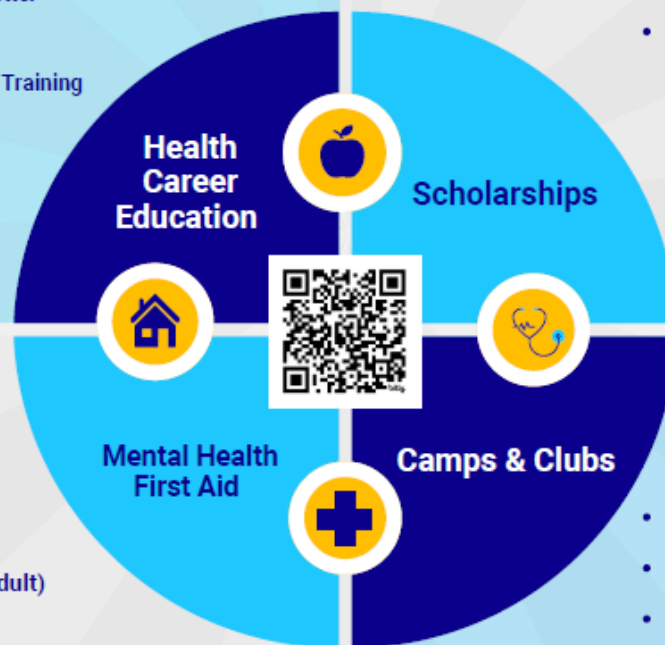 Training
Health
Career
Education
Scholarships
Mental Health
First Aid
Camps & Clubs
dult)